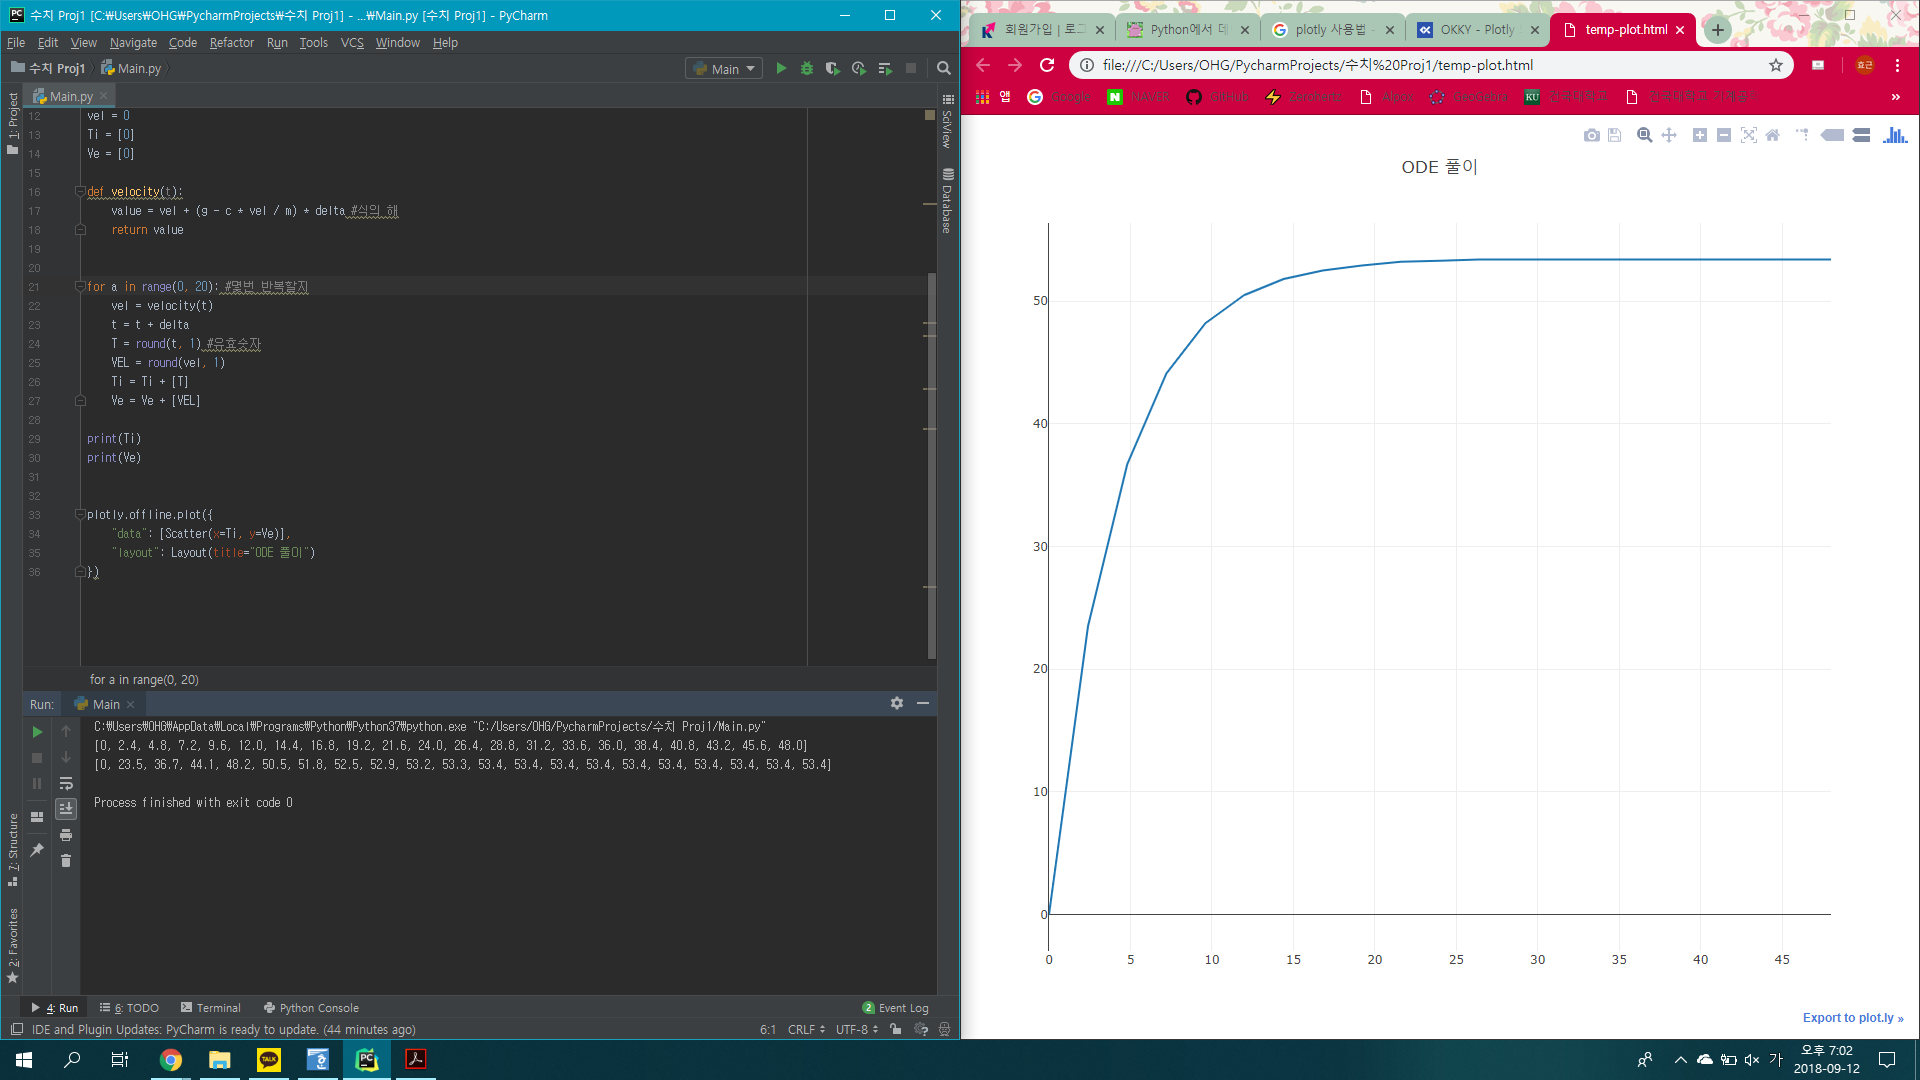 수치 Proj1 [C:₩Users₩OHG₩PycharmProjects₩수치 Proj1] - ...₩Main.py [수치 Proj1] - PyCharm
File Edit View Navigate Code Refactor Run Tools VCS Window Help
수치 Proj1 Main.py Main
Main.py
1: Project
12 vel = 0
13 Ti = [0]
14 Ve = [0]
15
16 def velocity(t):
17 value = vel + (g - c * vel / m) * delta #식의 해
18 return value
19
20
21 for a in range(0, 20): #몇번 반복할지
22 vel = velocity(t)
23 t = t + delta
24 T = round(t, 1) #유효숫자
25 VEL = round(vel, 1)
26 Ti = Ti + [T]
27 Ve = Ve + [VEL]
28
29 print(Ti)
30 print(Ve)
31
32
33 plotly.offline.plot({
34 "data": [Scatter(x=Ti, y=Ve)],
35 "layout": Layout(title="ODE 풀이")
36 })
SciView
Database
for a in range(0, 20)
Run: Main
C:₩Users₩OHG₩AppData₩Local₩Programs₩Python₩Python37₩python.exe "C:/Users/OHG/PycharmProjects/수치 Proj1/Main.py"
[0, 2.4, 4.8, 7.2, 9.6, 12.0, 14.4, 16.8, 19.2, 21.6, 24.0, 26.4, 28.8, 31.2, 33.6, 36.0, 38.4, 40.8, 43.2, 45.6, 48.0]
[0, 23.5, 36.7, 44.1, 48.2, 50.5, 51.8, 52.5, 52.9, 53.2, 53.3, 53.4, 53.4, 53.4, 53.4, 53.4, 53.4, 53.4, 53.4, 53.4, 53.4]
Process finished with exit code 0
7: Structure
2: Favorites
4: Run 6: TODO Terminal Python Console 2 Event Log
IDE and Plugin Updates: PyCharm is ready to update. (44 minutes ago) 6:1 CRLF UTF-8
회원가입 | 로그 Python에서 데 plotly 사용법 - OKKY - Plotly temp-plot.html
file:///C:/Users/OHG/PycharmProjects/수치%20Proj1/temp-plot.html 효근
앱 Google NAVER GitHub KU
ODE 풀이
50
40
30
20
10
0
0 5 10 15 20 25 30 35 40 45
Export to plot.ly »
TALK PC 가 오후 7:02
2018-09-12